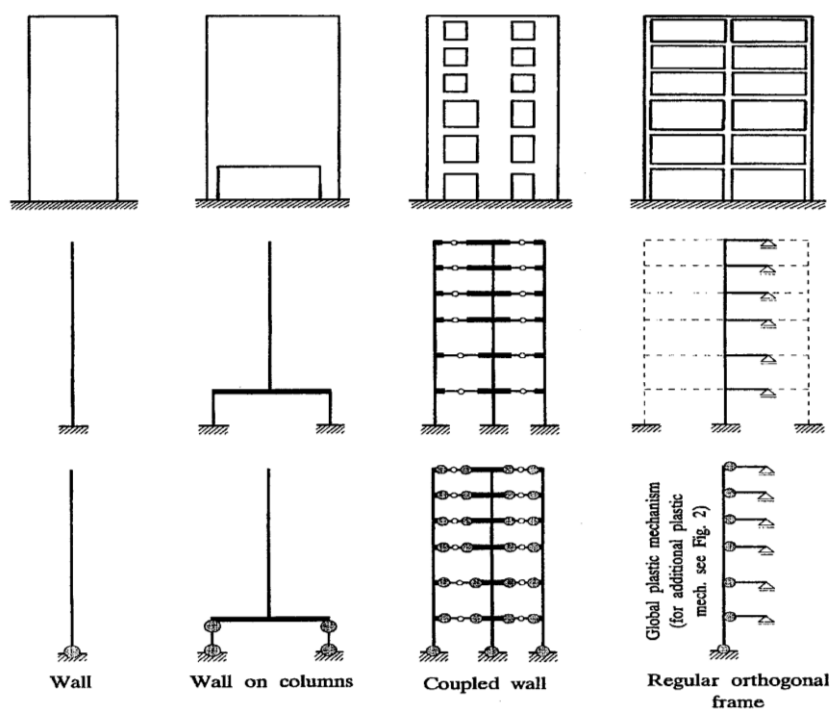 Global plastic mechanism
(for additional plastic
mech. see Fig. 2)
Wall
Wall on columns
Coupled wall
Regular orthogonal
frame